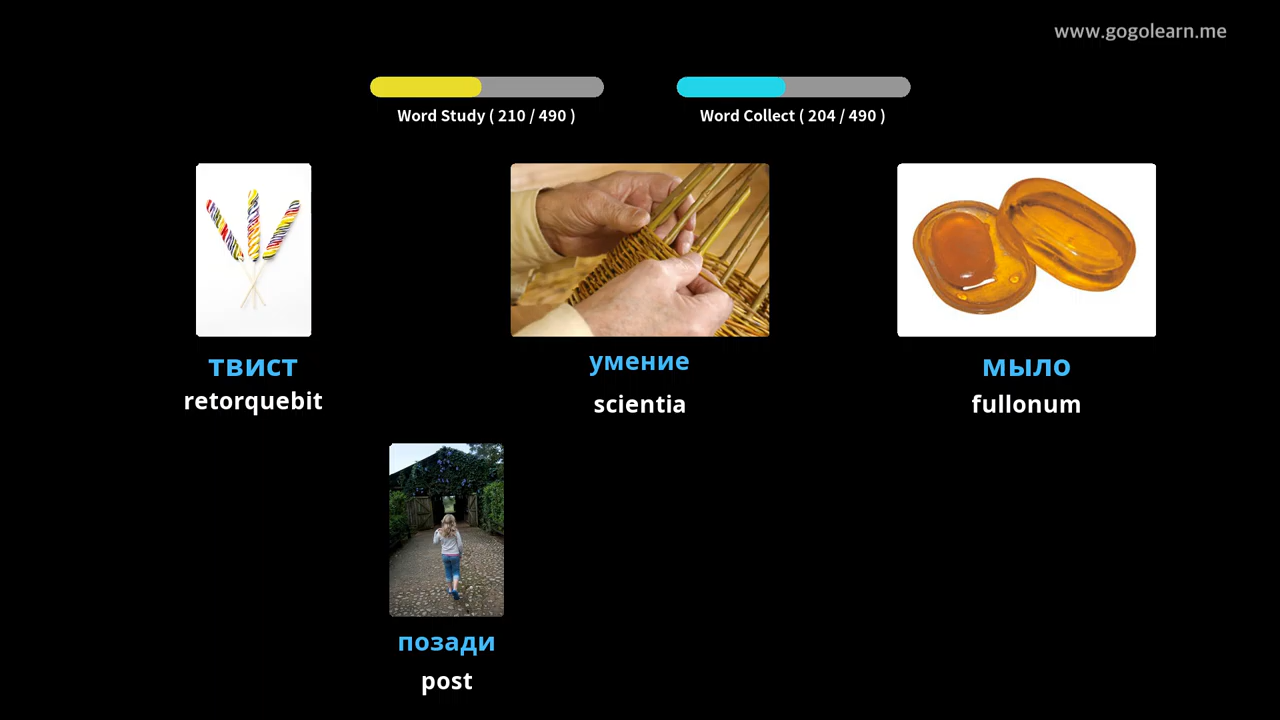 www.gogolearn.me
Word Study ( 210 / 490 )
Word Collect ( 204 / 490 )
твист
retorquebit
умение
scientia
мыло
fullonum
позади
post